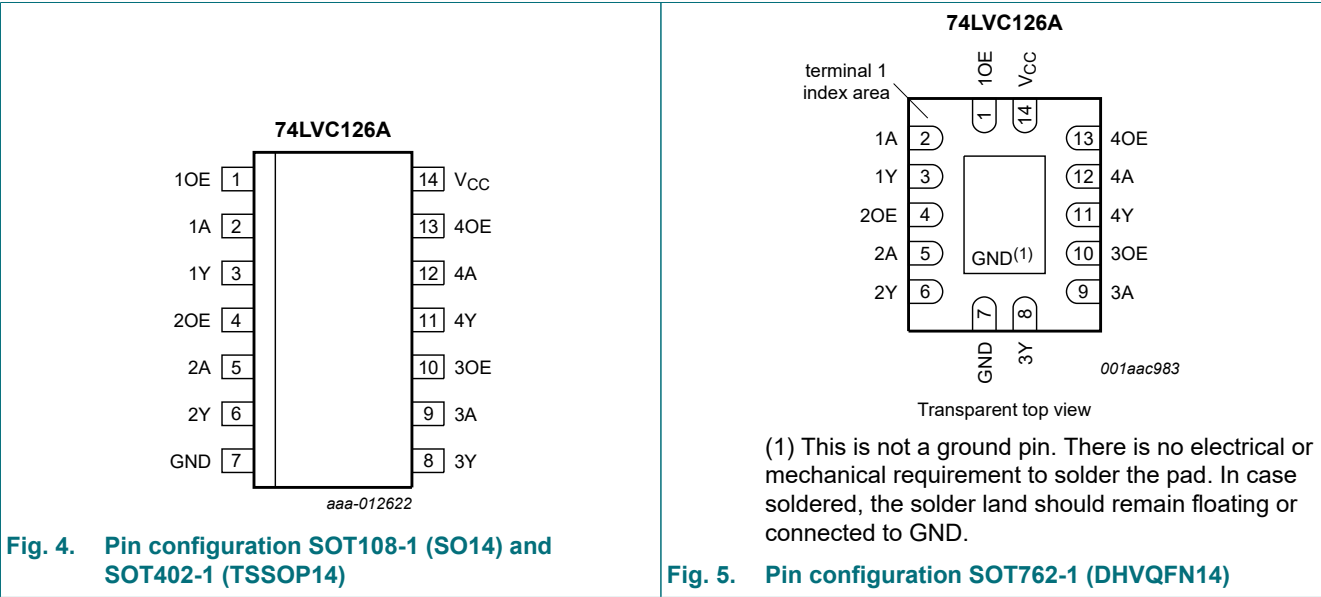 74LVC126A
1OE 1 14 VCC
1A 2 13 4OE
1Y 3 12 4A
2OE 4 11 4Y
2A 5 10 3OE
2Y 6 9 3A
GND 7 8 3Y
aaa-012622
Fig. 4. Pin configuration SOT108-1 (SO14) and
SOT402-1 (TSSOP14)
74LVC126A
terminal 1
index area
1OE VCC
1 14
1A 2 13 4OE
1Y 3 12 4A
2OE 4 11 4Y
2A 5 10 3OE
GND(1)
2Y 6 9 3A
7 8
GND 3Y
001aac983
Transparent top view
(1) This is not a ground pin. There is no electrical or
mechanical requirement to solder the pad. In case
soldered, the solder land should remain floating or
connected to GND.
Fig. 5. Pin configuration SOT762-1 (DHVQFN14)